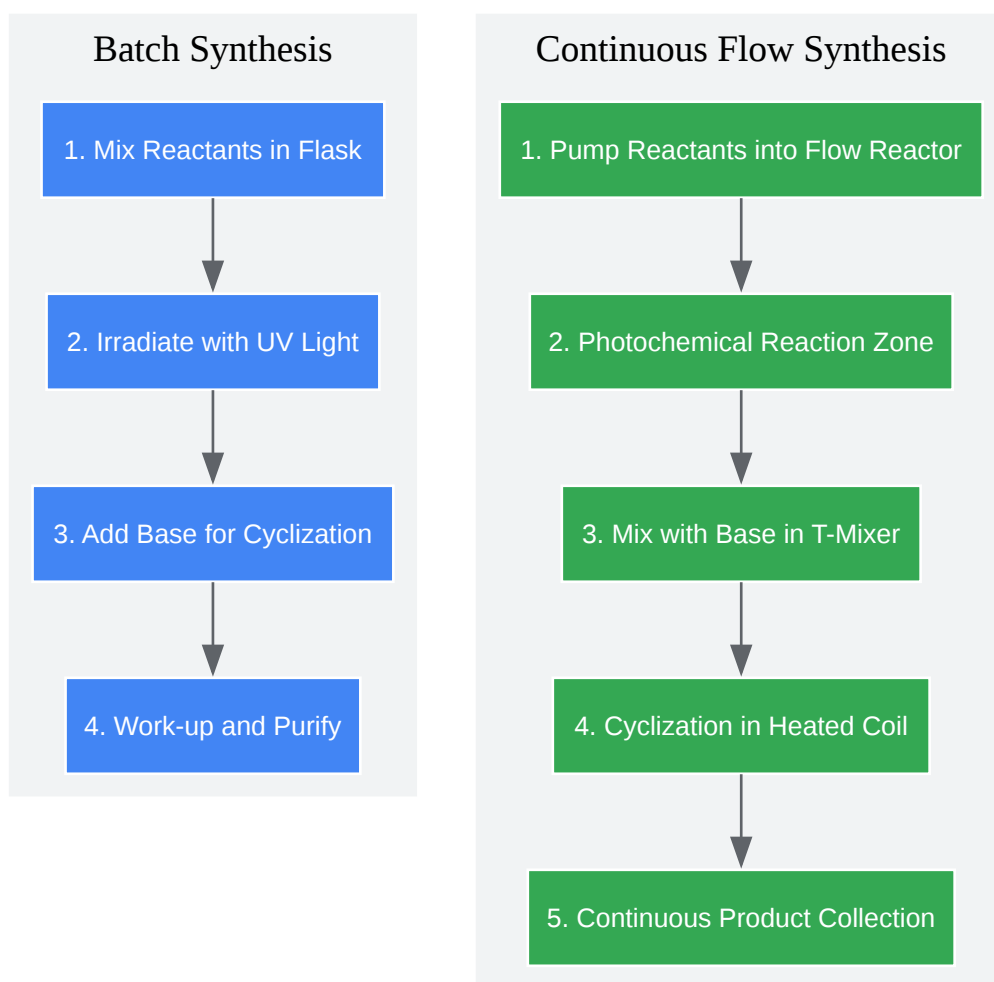 Batch Synthesis
1. Mix Reactants in Flask
2. Irradiate with UV Light
3. Add Base for Cyclization
4. Work-up and Purify
Continuous Flow Synthesis
1. Pump Reactants into Flow Reactor
2. Photochemical Reaction Zone
3. Mix with Base in T-Mixer
4. Cyclization in Heated Coil
5. Continuous Product Collection